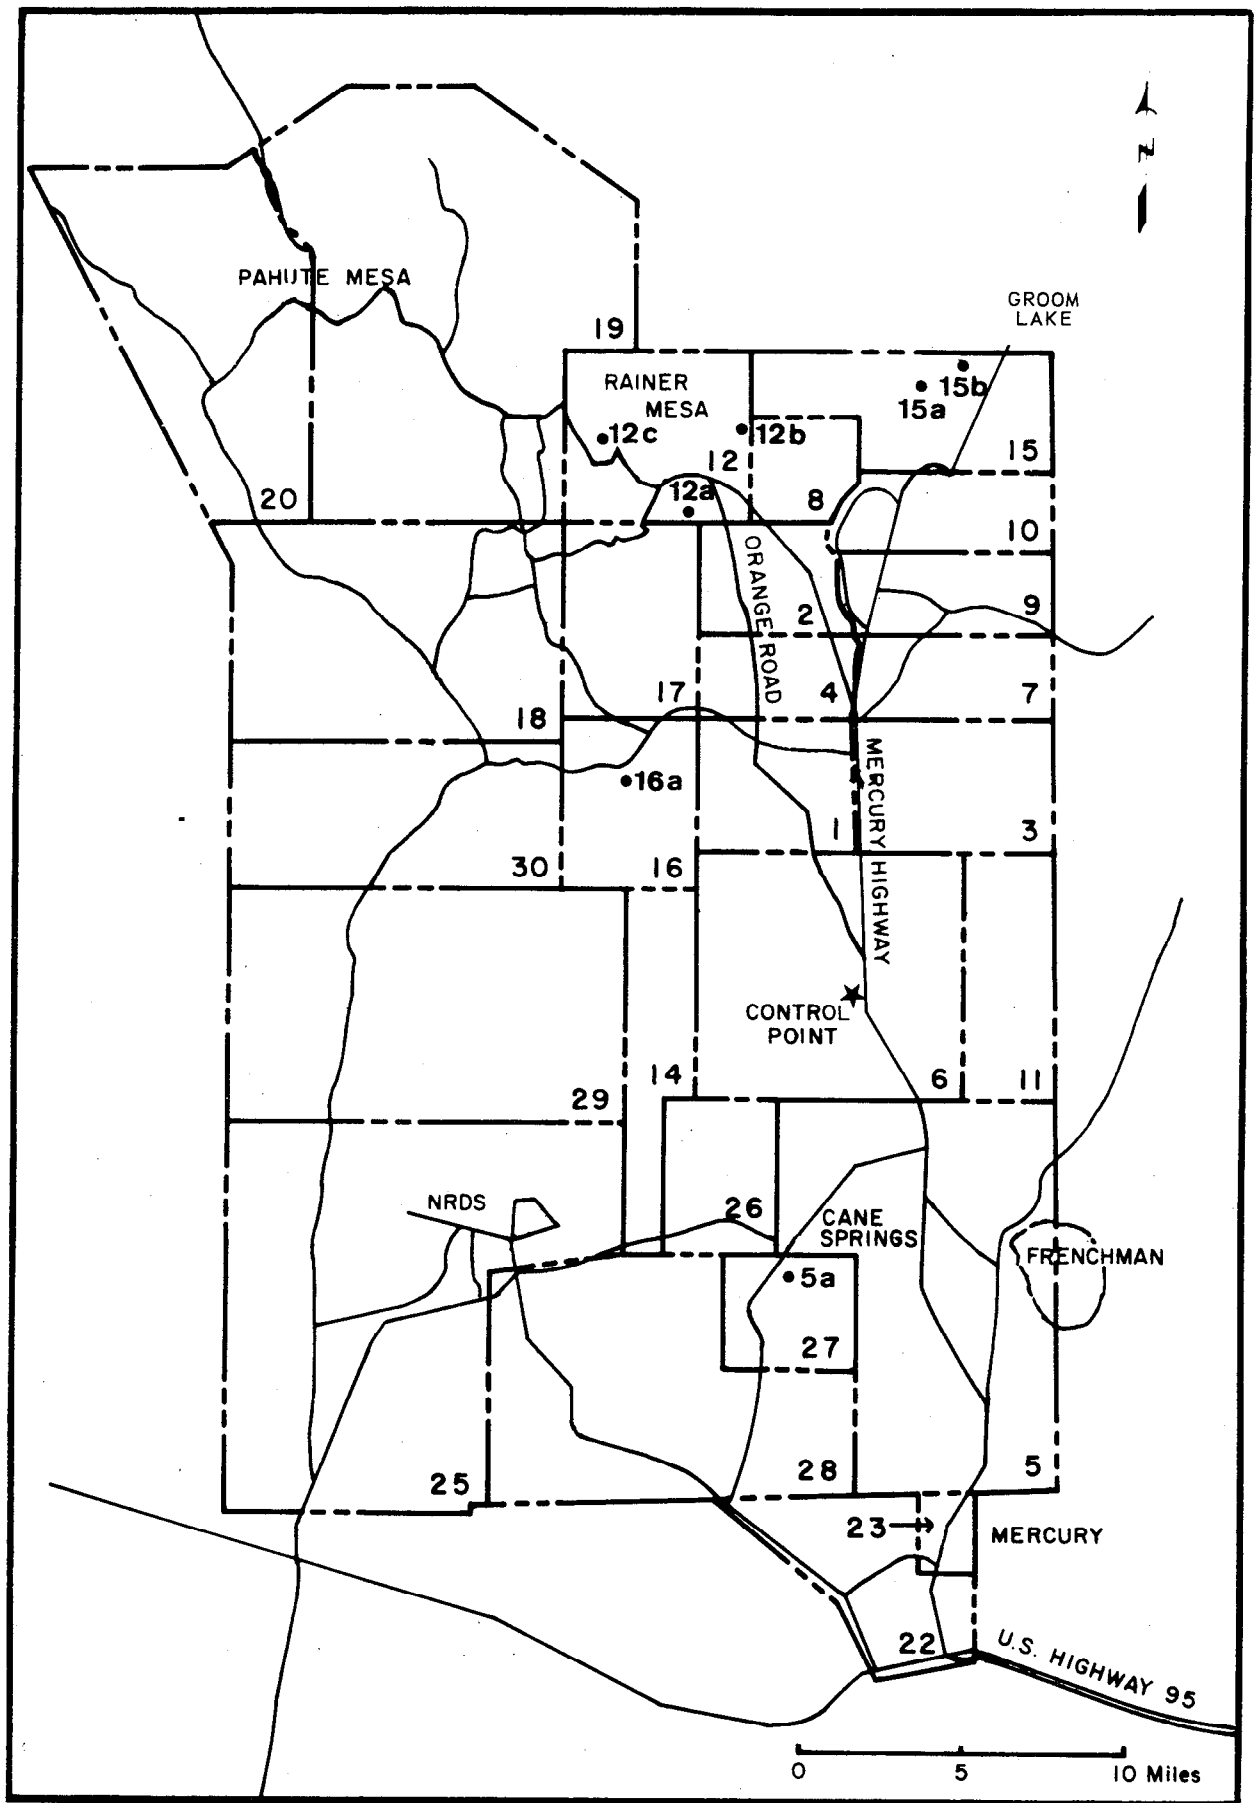 N
PAHUTE MESA
GROOM
LAKE
19
RAINER
MESA
15b
15a
12c
12b
12
15
12a
20
8
10
ORANGE ROAD
2
9
17
4
7
18
MERCURY HIGHWAY
16a
1
3
30
16
CONTROL
POINT
14
6
11
29
NRDS
26
CANE
SPRINGS
FRENCHMAN
5a
27
25
28
5
23
MERCURY
22
U.S. HIGHWAY 95
0 5 10 Miles